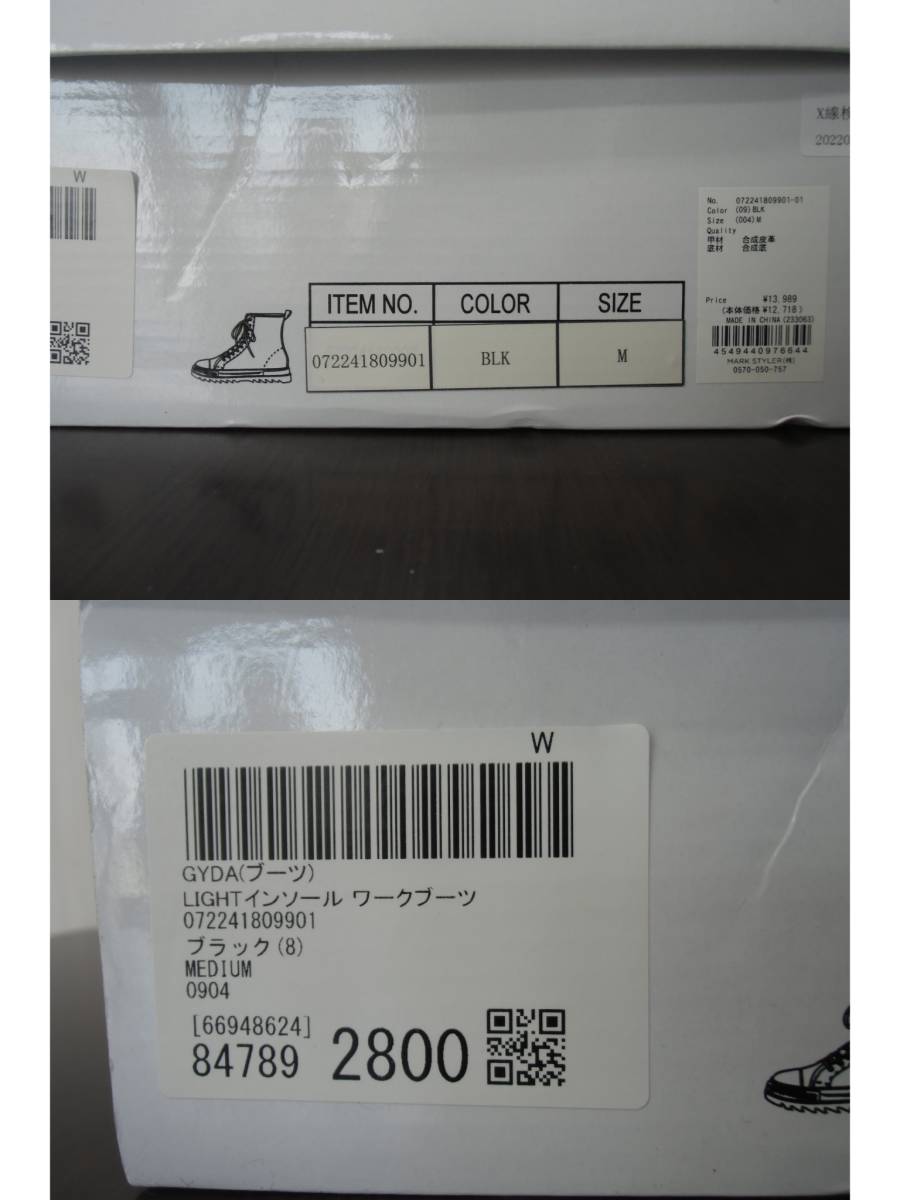 X線検
20220
W
No. 072241809901-01
Color (09)BLK
Size (004)M
Quality
甲材 合成皮革
底材 合成底
Price ¥13,989
(本体価格 ¥12,718)
MADE IN CHINA (233063)
4549440976644
MARK STYLER(株)
0570-050-757
ITEM NO. COLOR SIZE
072241809901 BLK M
W
GYDA(ブーツ)
LIGHTインソール ワークブーツ
072241809901
ブラック(8)
MEDIUM
0904
[66948624]
84789 2800